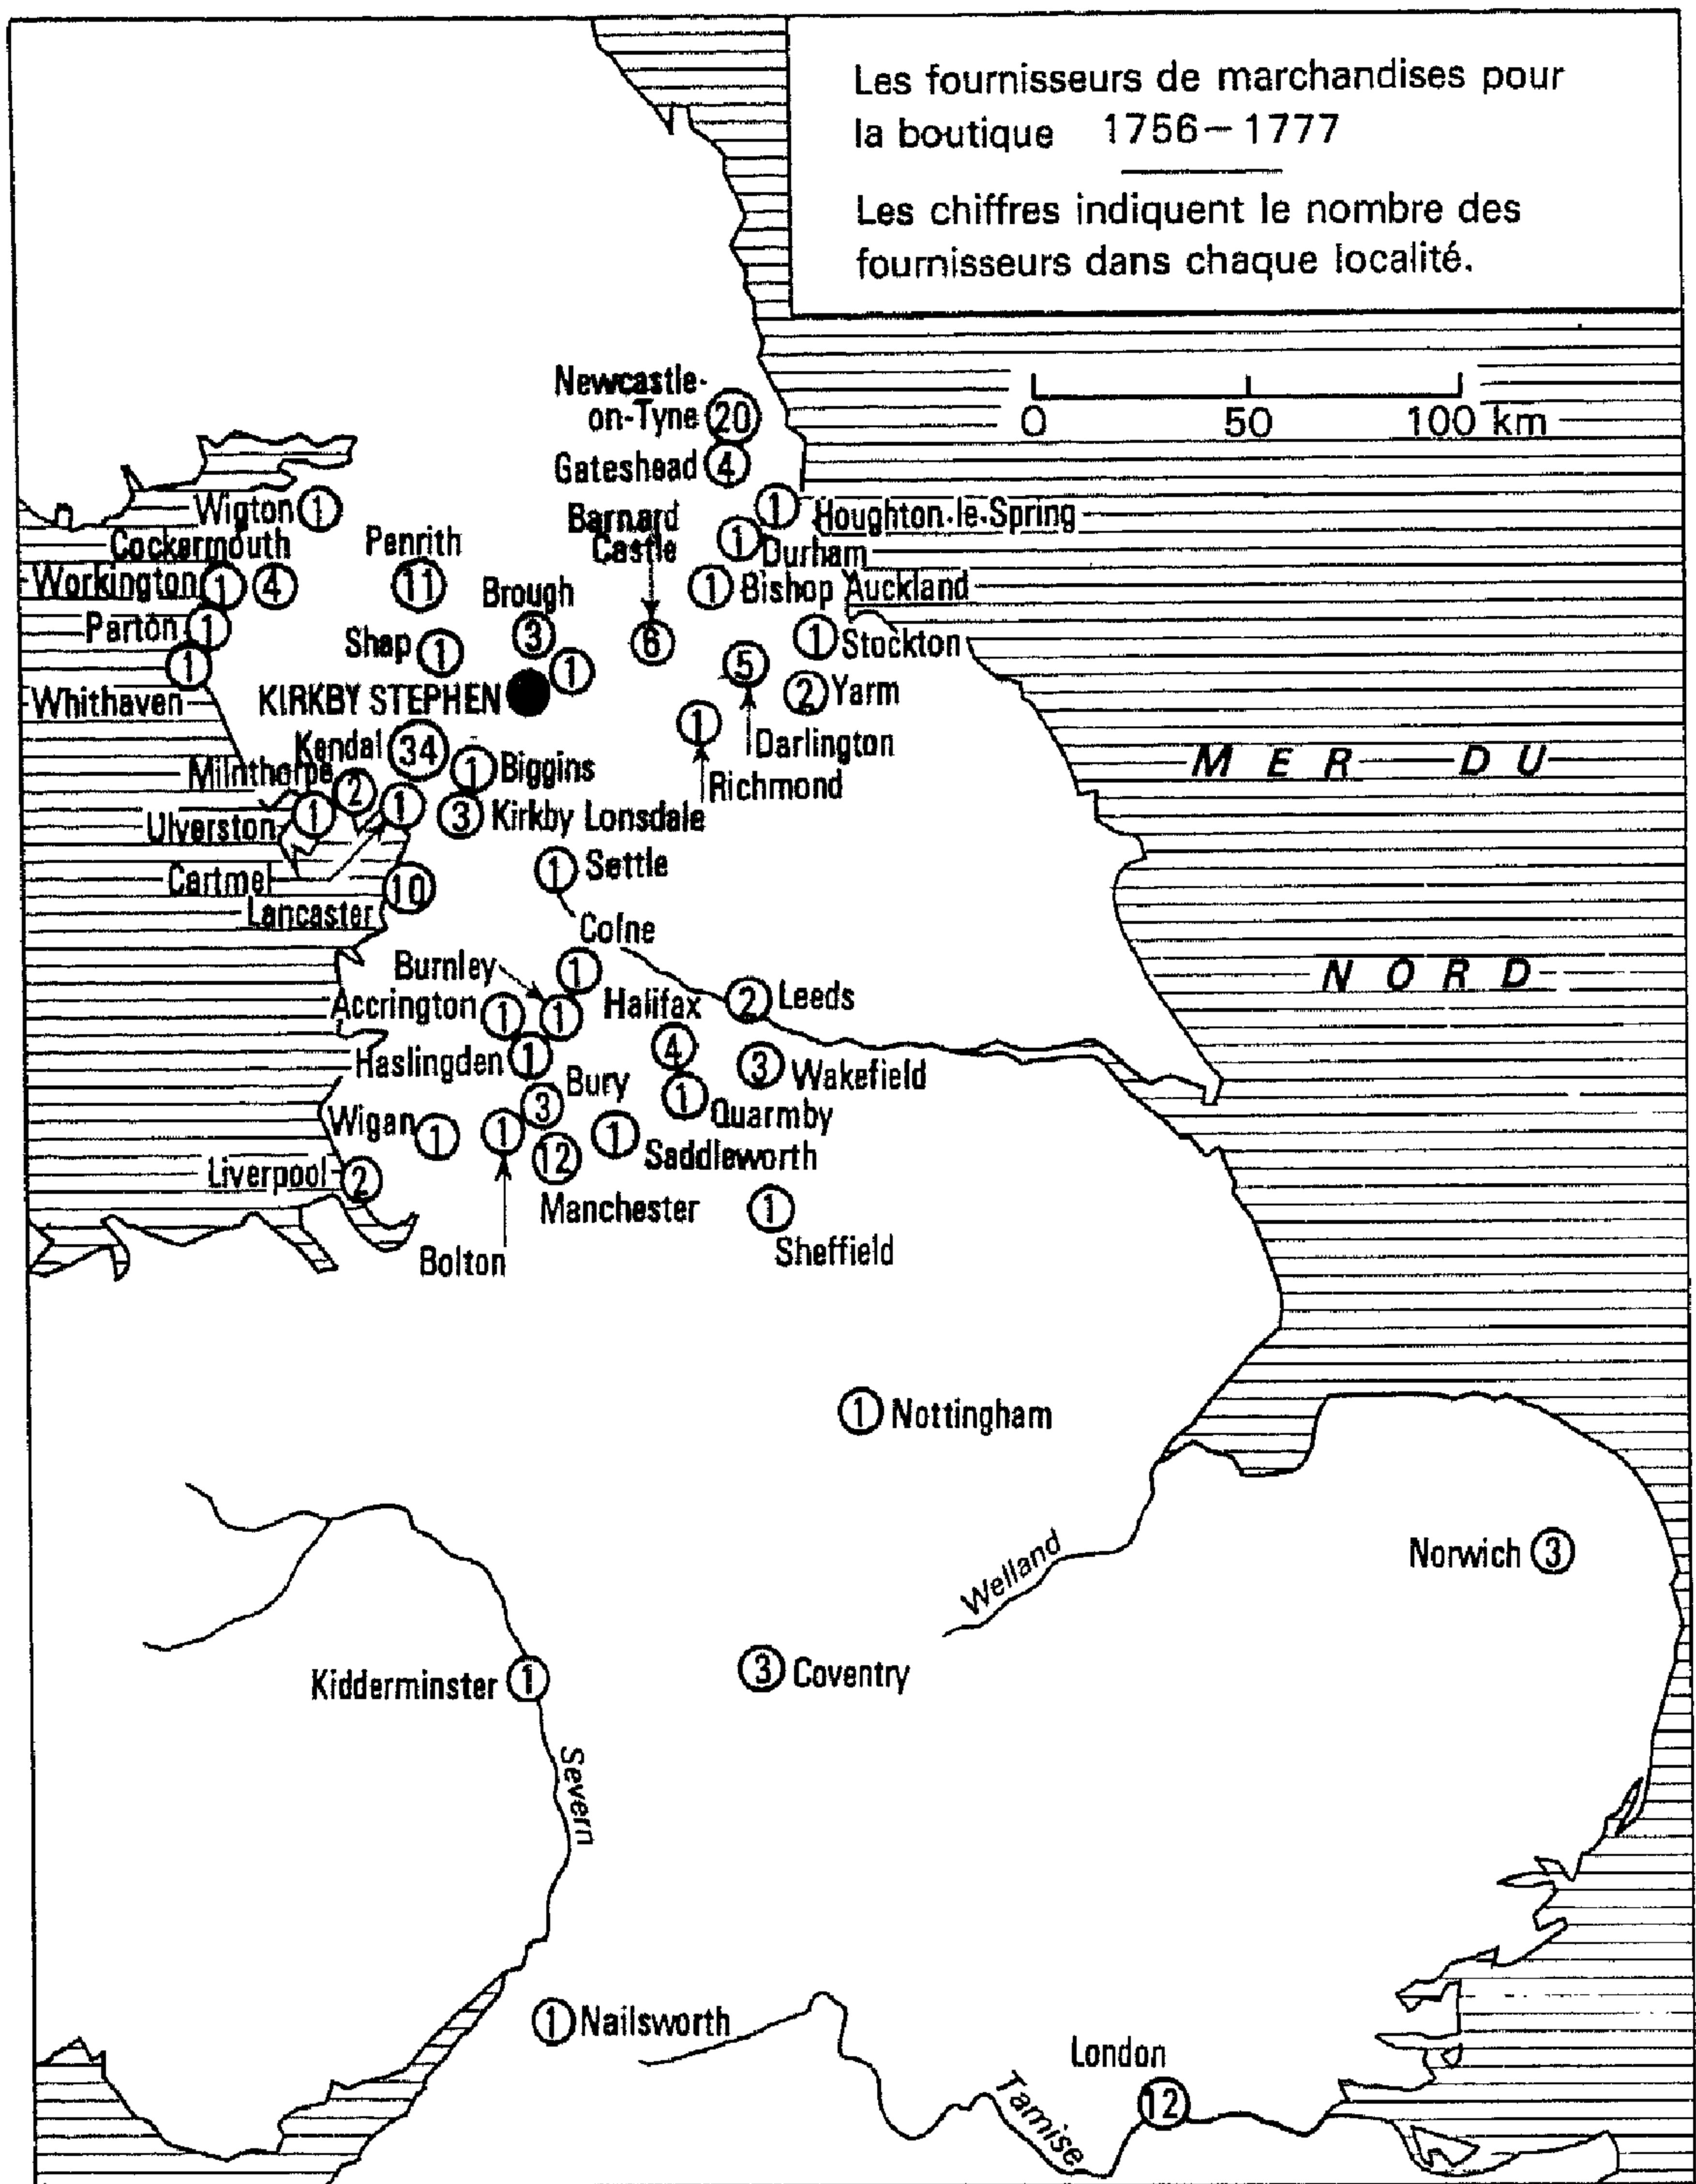 Les fournisseurs de marchandises pour
la boutique 1756–1777
Les chiffres indiquent le nombre des
fournisseurs dans chaque localité.
0 50 100 km
Newcastle-
on-Tyne 20
Gateshead 4
1 Houghton-le-Spring
Barnard
Castle
6
1 Durham
1 Bishop Auckland
Wigton 1
Cockermouth
4
Workington 1
Penrith
11
Parton 1
1
Whithaven
Brough
3
1
Shap 1
KIRKBY STEPHEN
1 Stockton
5
Darlington
2 Yarm
1
Richmond
Kendal 34
1 Biggins
Milnthorpe
2
1
3 Kirkby Lonsdale
Ulverston
1
Cartmel
10
Lancaster
1 Settle
Colne
1
Burnley
1
Accrington 1
Halifax
4
2 Leeds
Haslingden 1
3 Wakefield
Bury
3
1
Quarmby
Wigan 1
1
Bolton
12
Manchester
1
Saddleworth
Liverpool 2
1
Sheffield
MER DU
NORD
1 Nottingham
Norwich 3
Welland
Kidderminster 1
3 Coventry
Severn
1 Nailsworth
London
12
Tamise